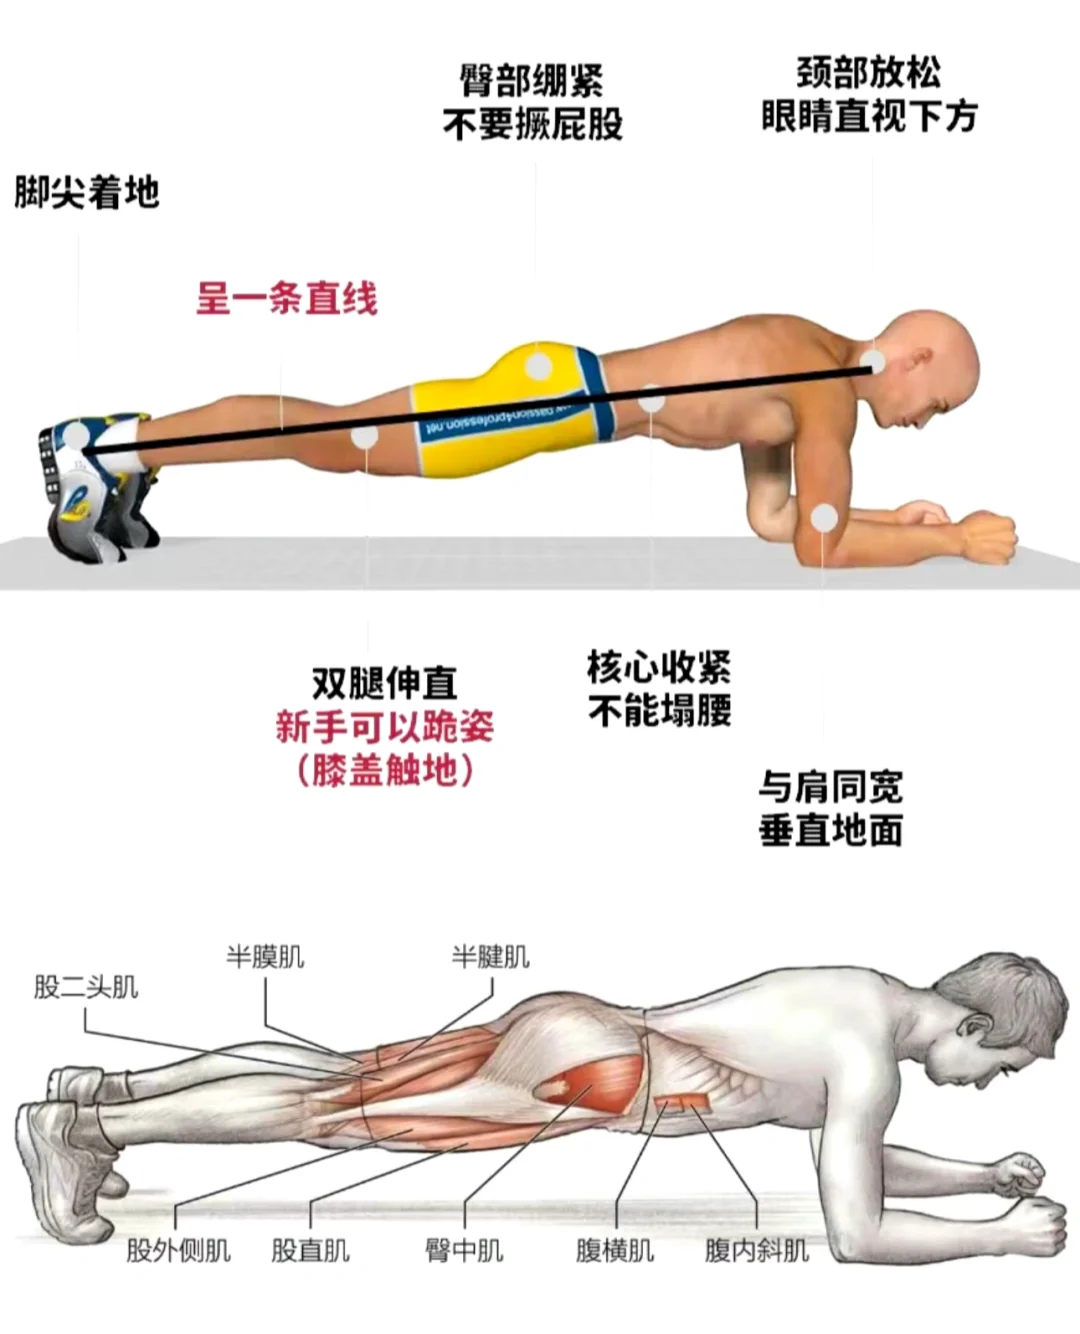 臀部绷紧
不要撅屁股
颈部放松
眼睛直视下方
脚尖着地
呈一条直线
passion4profession.net
双腿伸直
新手可以跪姿
（膝盖触地）
核心收紧
不能塌腰
与肩同宽
垂直地面
半膜肌
半腱肌
股二头肌
股外侧肌
股直肌
臀中肌
腹横肌
腹内斜肌